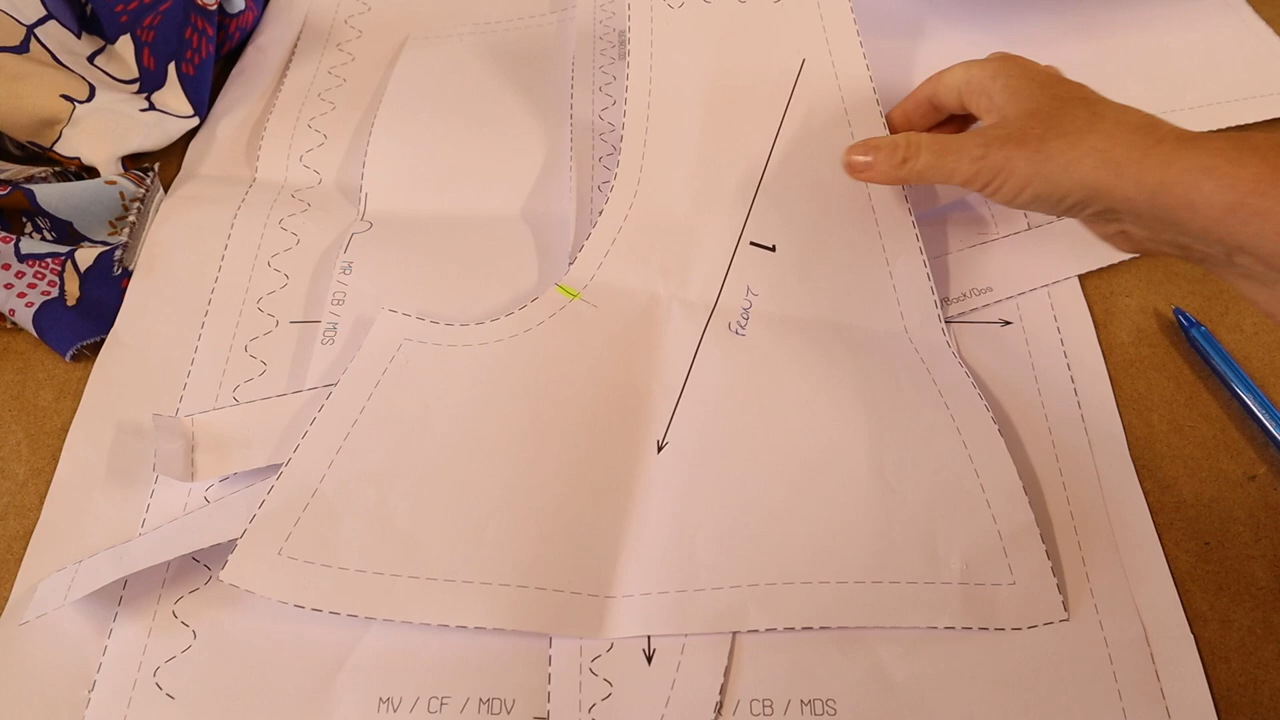 1
FRONT
MR / CB / MDS
Back/Dos
MV / CF / MDV
/ CB / MDS